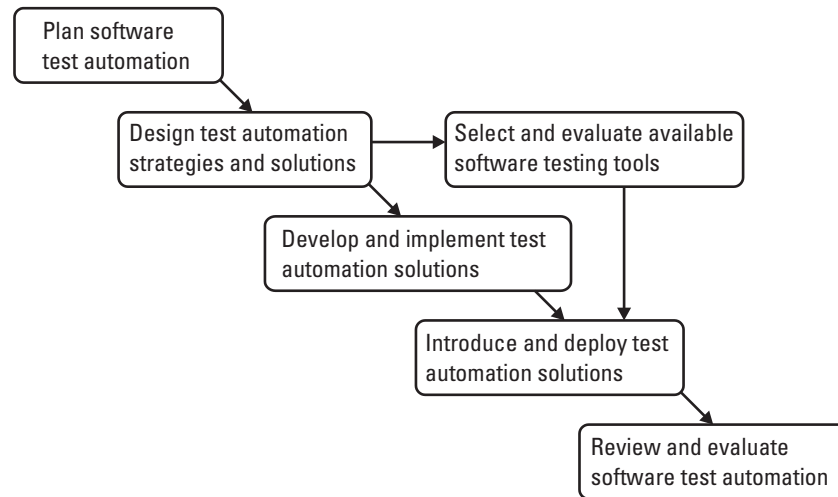 Plan software
test automation
Design test automation
strategies and solutions
Select and evaluate available
software testing tools
Develop and implement test
automation solutions
Introduce and deploy test
automation solutions
Review and evaluate
software test automation